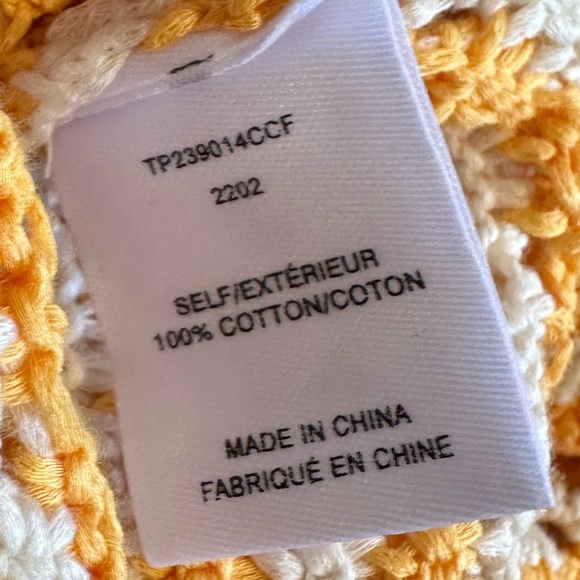 TP239014CCF
2202
SELF/EXTÉRIEUR
100% COTTON/COTON
MADE IN CHINA
FABRIQUÉ EN CHINE